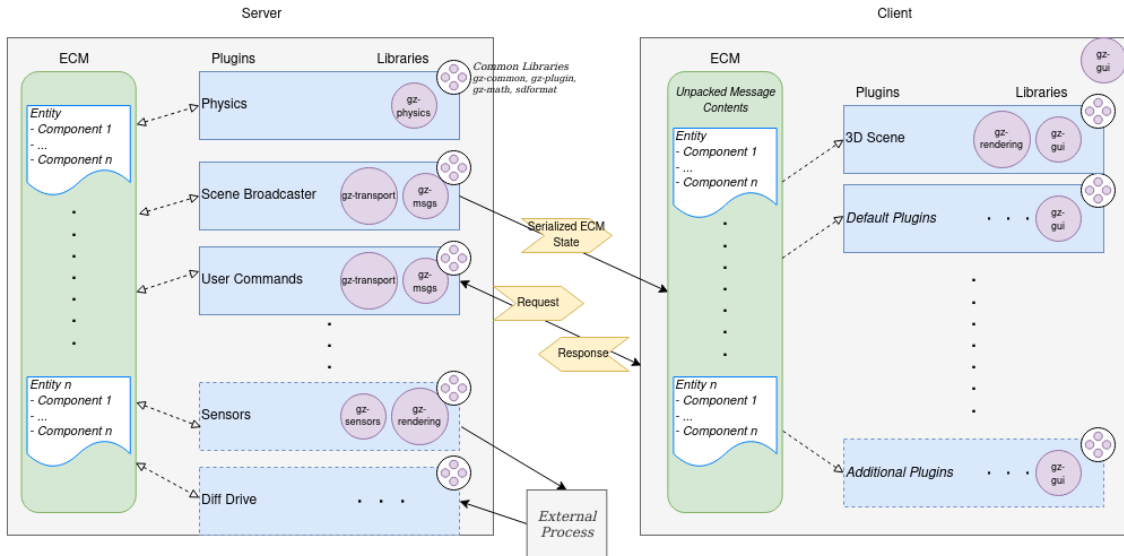 Server
ECM
Plugins
Libraries
Common Libraries
gz-common, gz-plugin,
gz-math, sdformat
Entity
- Component 1
- ...
- Component n
Physics
gz-
physics
Scene Broadcaster
gz-transport
gz-
msgs
User Commands
gz-transport
gz-
msgs
Entity n
- Component 1
- ...
- Component n
Sensors
gz-
sensors
gz-
rendering
Diff Drive
Serialized ECM
State
Request
Response
External
Process
Client
gz-
gui
ECM
Unpacked Message
Contents
Plugins
Libraries
Entity
- Component 1
- ...
- Component n
3D Scene
gz-
rendering
gz-
gui
Default Plugins
gz-
gui
Entity n
- Component 1
- ...
- Component n
Additional Plugins
gz-
gui